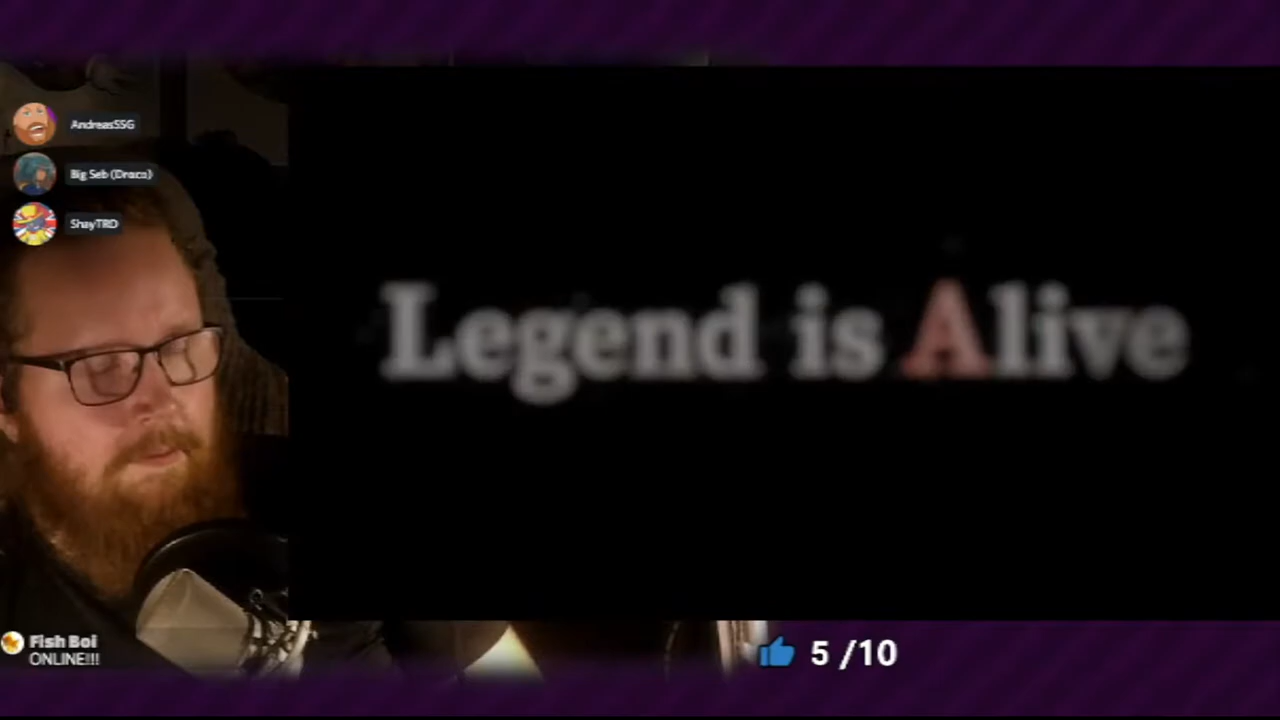 AndreasSSG
Big Seb (Draco)
ShayTRD
Legend is Alive
Fish Boi
ONLINE!!!
5 /10